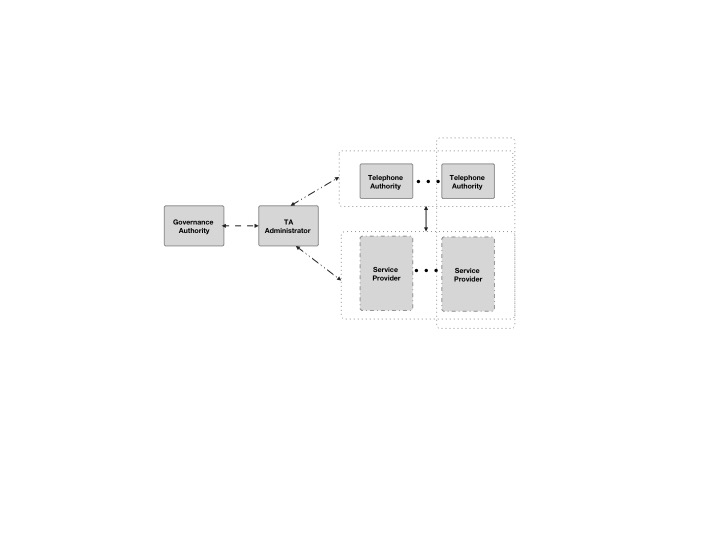 Telephone
Authority
Telephone
Authority
Governance
Authority
TA
Administrator
Service
Provider
Service
Provider